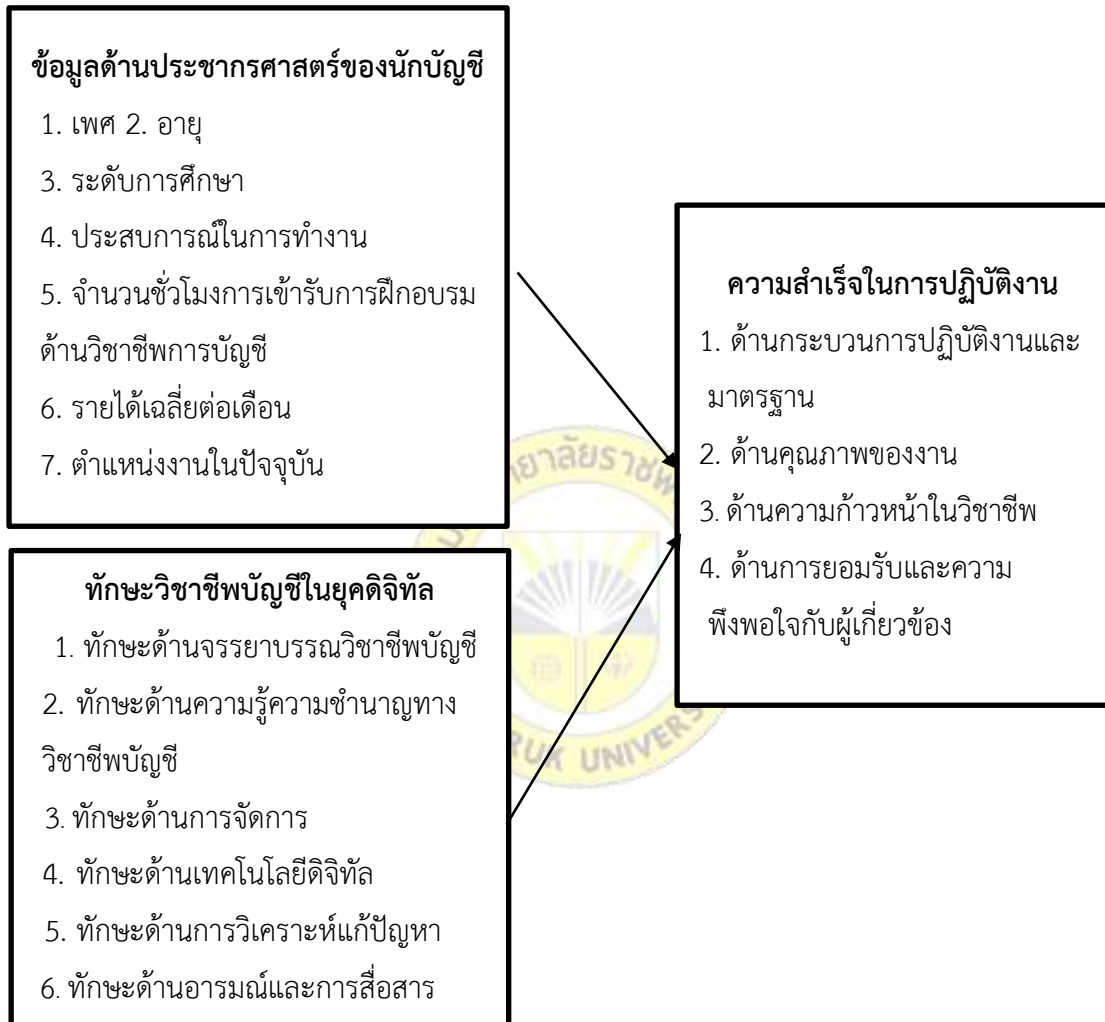 ข้อมูลด้านประชากรศาสตร์ของนักบัญชี
1. เพศ 2. อายุ
3. ระดับการศึกษา
4. ประสบการณ์ในการทำงาน
5. จำนวนชั่วโมงการเข้ารับการฝึกอบรม
ด้านวิชาชีพการบัญชี
6. รายได้เฉลี่ยต่อเดือน
7. ตำแหน่งงานในปัจจุบัน
ทักษะวิชาชีพบัญชีในยุคดิจิทัล
1. ทักษะด้านจรรยาบรรณวิชาชีพบัญชี
2. ทักษะด้านความรู้ความชำนาญทาง
วิชาชีพบัญชี
3. ทักษะด้านการจัดการ
4. ทักษะด้านเทคโนโลยีดิจิทัล
5. ทักษะด้านการวิเคราะห์แก้ปัญหา
6. ทักษะด้านอารมณ์และการสื่อสาร
ความสำเร็จในการปฏิบัติงาน
1. ด้านกระบวนการปฏิบัติงานและ
มาตรฐาน
2. ด้านคุณภาพของงาน
3. ด้านความก้าวหน้าในวิชาชีพ
4. ด้านการยอมรับและความ
พึงพอใจกับผู้เกี่ยวข้อง